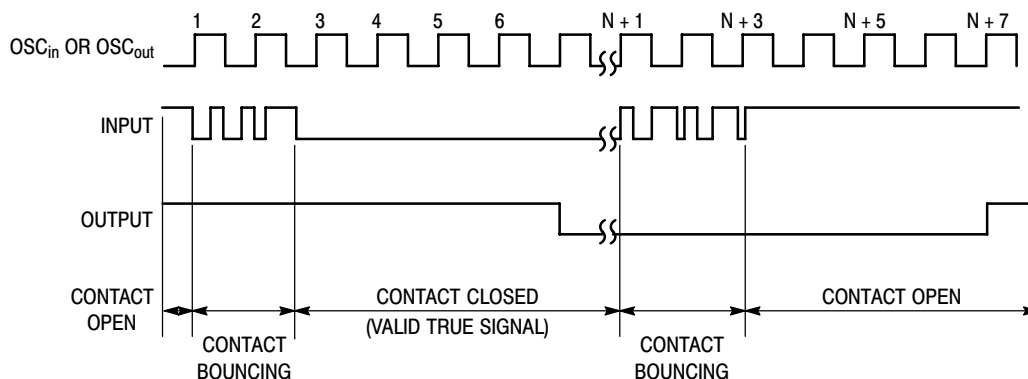 1 2 3 4 5 6 N + 1 N + 3 N + 5 N + 7
OSCin OR OSCout
INPUT
OUTPUT
CONTACT
OPEN
CONTACT CLOSED
(VALID TRUE SIGNAL)
CONTACT OPEN
CONTACT
BOUNCING
CONTACT
BOUNCING